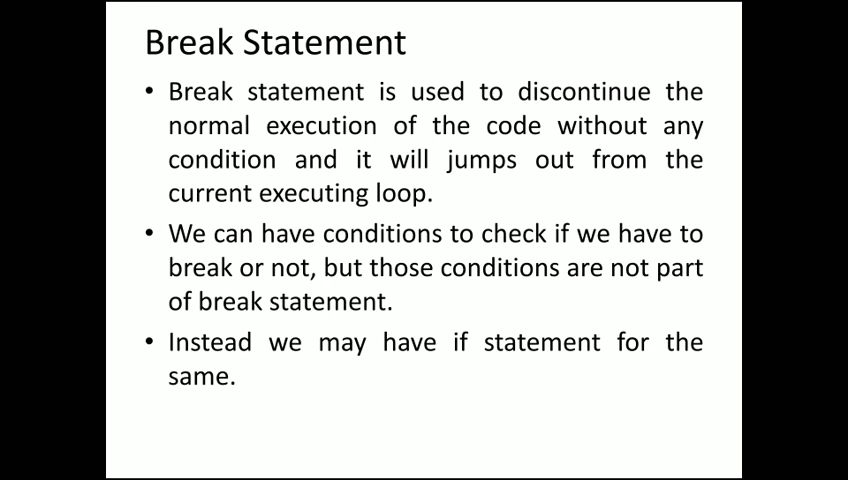 Break Statement
• Break statement is used to discontinue the
normal execution of the code without any
condition and it will jumps out from the
current executing loop.
• We can have conditions to check if we have to
break or not, but those conditions are not part
of break statement.
• Instead we may have if statement for the
same.